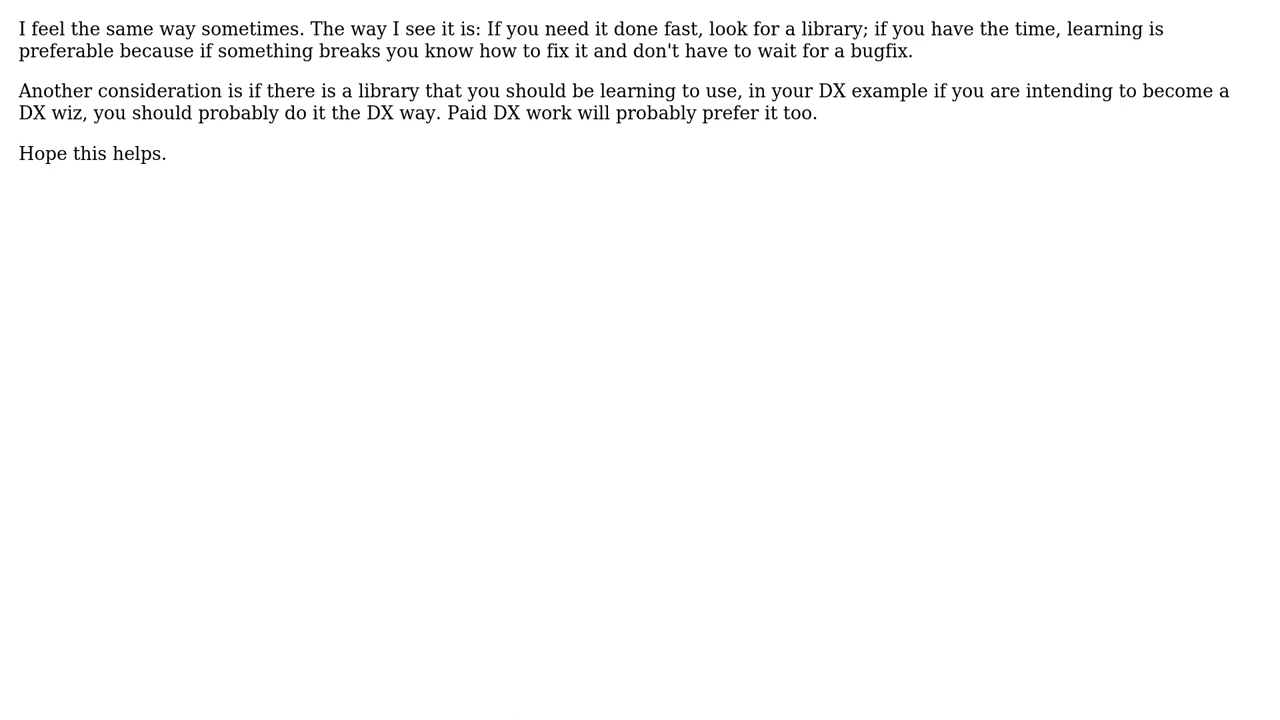 I feel the same way sometimes. The way I see it is: If you need it done fast, look for a library; if you have the time, learning is
preferable because if something breaks you know how to fix it and don't have to wait for a bugfix.
Another consideration is if there is a library that you should be learning to use, in your DX example if you are intending to become a
DX wiz, you should probably do it the DX way. Paid DX work will probably prefer it too.
Hope this helps.